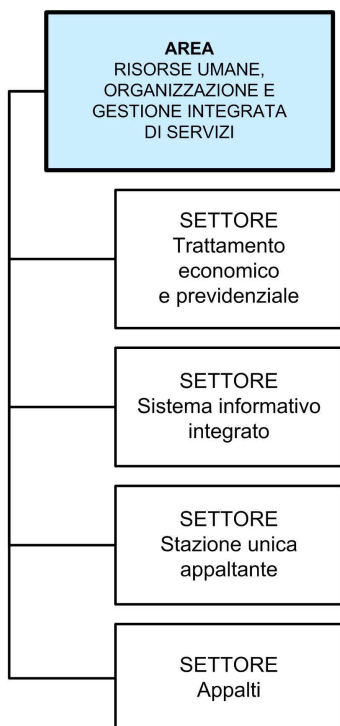 AREA
RISORSE UMANE,
ORGANIZZAZIONE E
GESTIONE INTEGRATA
DI SERVIZI
SETTORE
Trattamento
economico
e previdenziale
SETTORE
Sistema informativo
integrato
SETTORE
Stazione unica
appaltante
SETTORE
Appalti